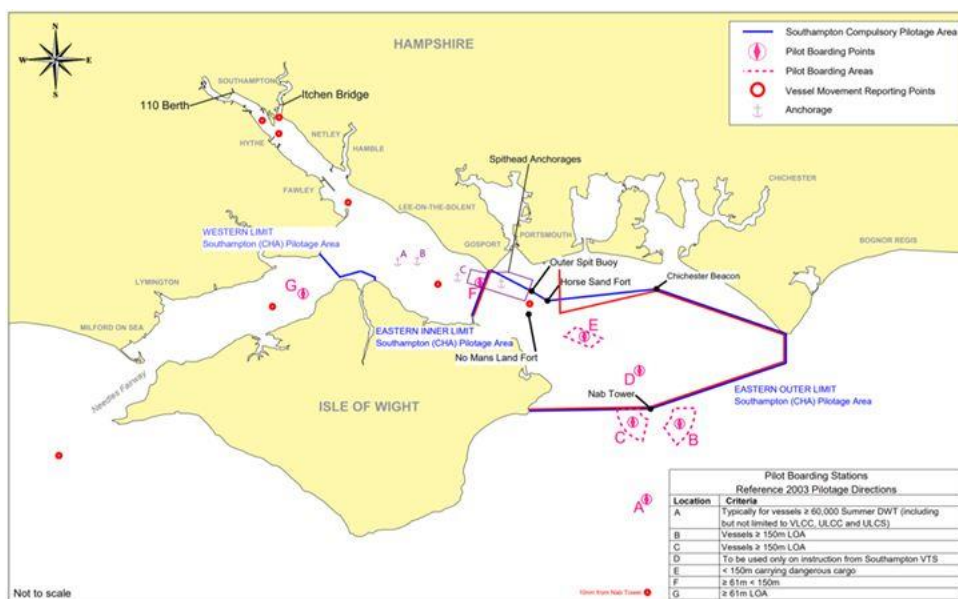 HAMPSHIRE
Southampton Compulsory Pilotage Area
Pilot Boarding Points
Pilot Boarding Areas
Vessel Movement Reporting Points
Anchorage
N
W
E
S
SOUTHAMPTON
110 Berth
Itchen Bridge
NETLEY
HYTHE
HAMBLE
Spithead Anchorages
CHICHESTER
FAWLEY
LEE-ON-THE-SOLENT
WESTERN LIMIT
Southampton (CHA) Pilotage Area
GOSPORT
PORTSMOUTH
BOGNOR REGIS
A
B
C
Outer Spit Buoy
Horse Sand Fort
Chichester Beacon
LYMINGTON
G
F
MILFORD ON SEA
EASTERN INNER LIMIT
Southampton (CHA) Pilotage Area
E
No Mans Land Fort
Needles Fairway
D
ISLE OF WIGHT
Nab Tower
EASTERN OUTER LIMIT
Southampton (CHA) Pilotage Area
C
B
A
Pilot Boarding Stations
Reference 2003 Pilotage Directions
Location Criteria
A Typically for vessels ≥ 60,000 Summer DWT (including
but not limited to VLCC, ULCC and ULCS)
B Vessels ≥ 150m LOA
C Vessels ≥ 150m LOA
D To be used only on instruction from Southampton VTS
E < 150m carrying dangerous cargo
F ≥ 61m < 150m
G ≥ 61m LOA
Not to scale
10nm from Nab Tower